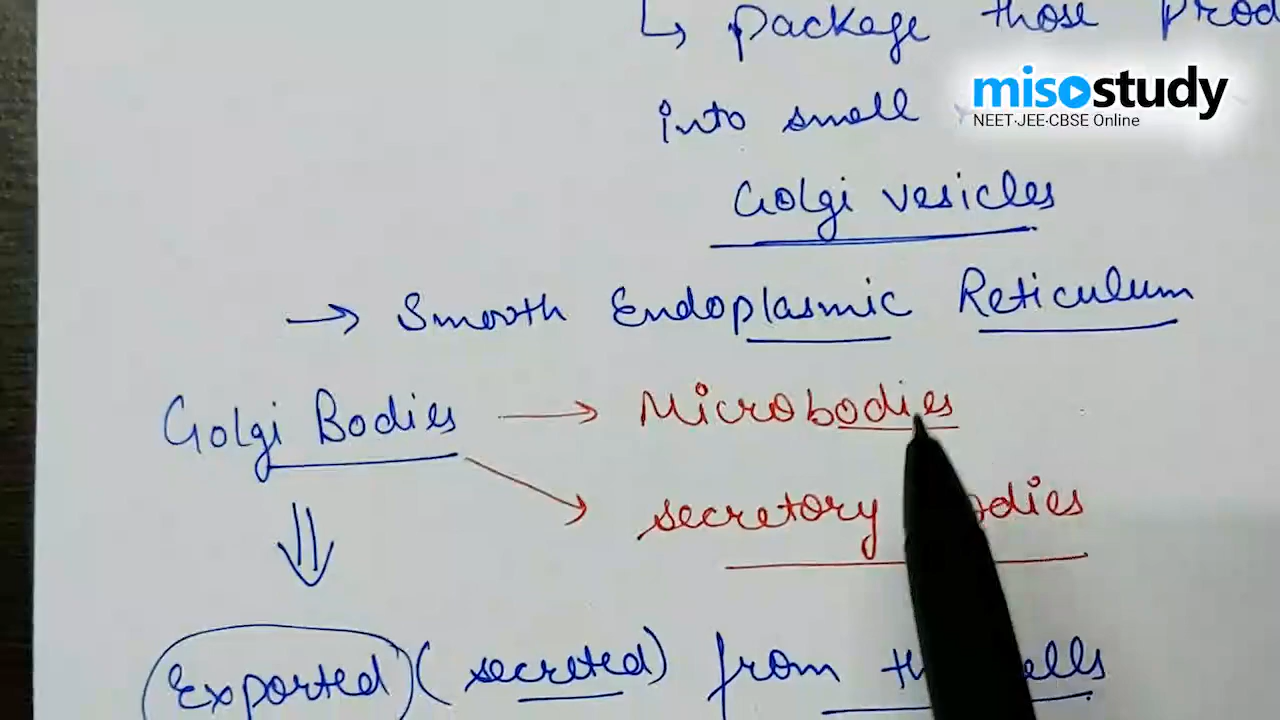 ↳ package those prod
misostudy
NEET·JEE·CBSE Online
into small
Golgi vesicles
→ Smooth Endoplasmic Reticulum
Golgi Bodies → Microbodies
secretory
Exported (secreted) from